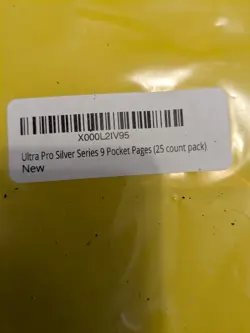 X000L2IV95
Ultra Pro Silver Series 9 Pocket Pages (25 count pack)
New